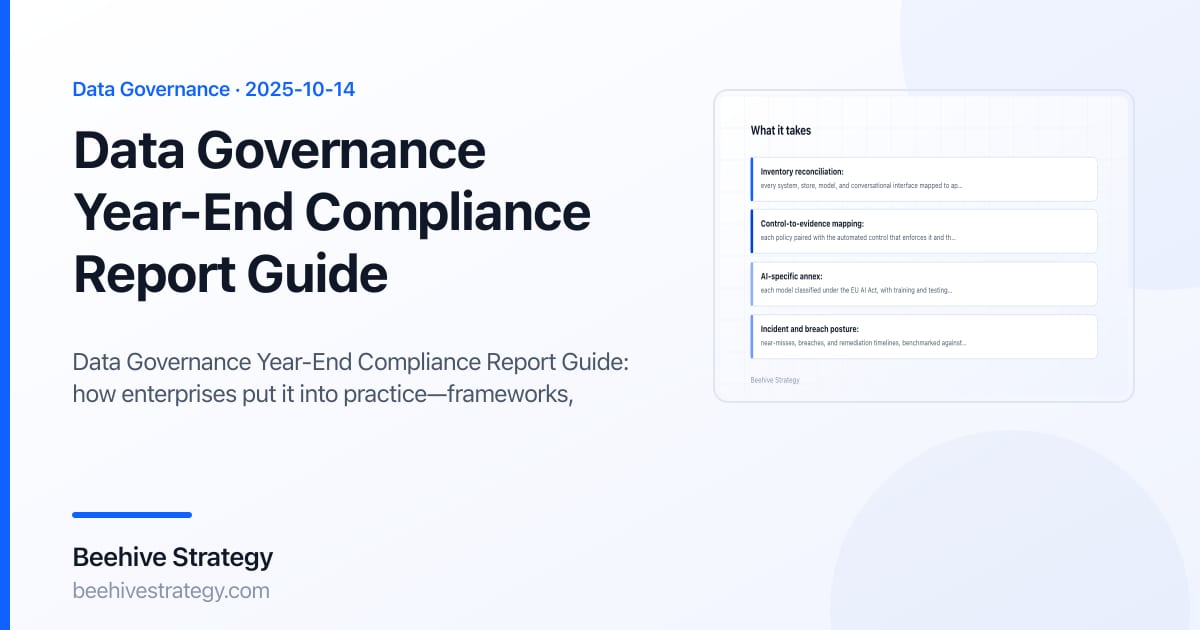 Data Governance · 2025-10-14
Data Governance
Year-End Compliance
Report Guide
Data Governance Year-End Compliance Report Guide:
how enterprises put it into practice—frameworks,
Beehive Strategy
beehivestrategy.com
What it takes
Inventory reconciliation:
every system, store, model, and conversational interface mapped to ap...
Control-to-evidence mapping:
each policy paired with the automated control that enforces it and th...
AI-specific annex:
each model classified under the EU AI Act, with training and testing...
Incident and breach posture:
near-misses, breaches, and remediation timelines, benchmarked against...
Beehive Strategy